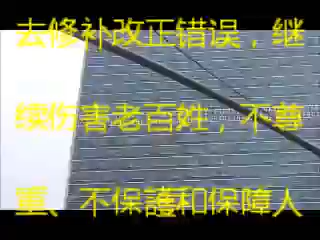 去修补改正错误，继
续伤害老百姓，不尊
重、不保護和保障人